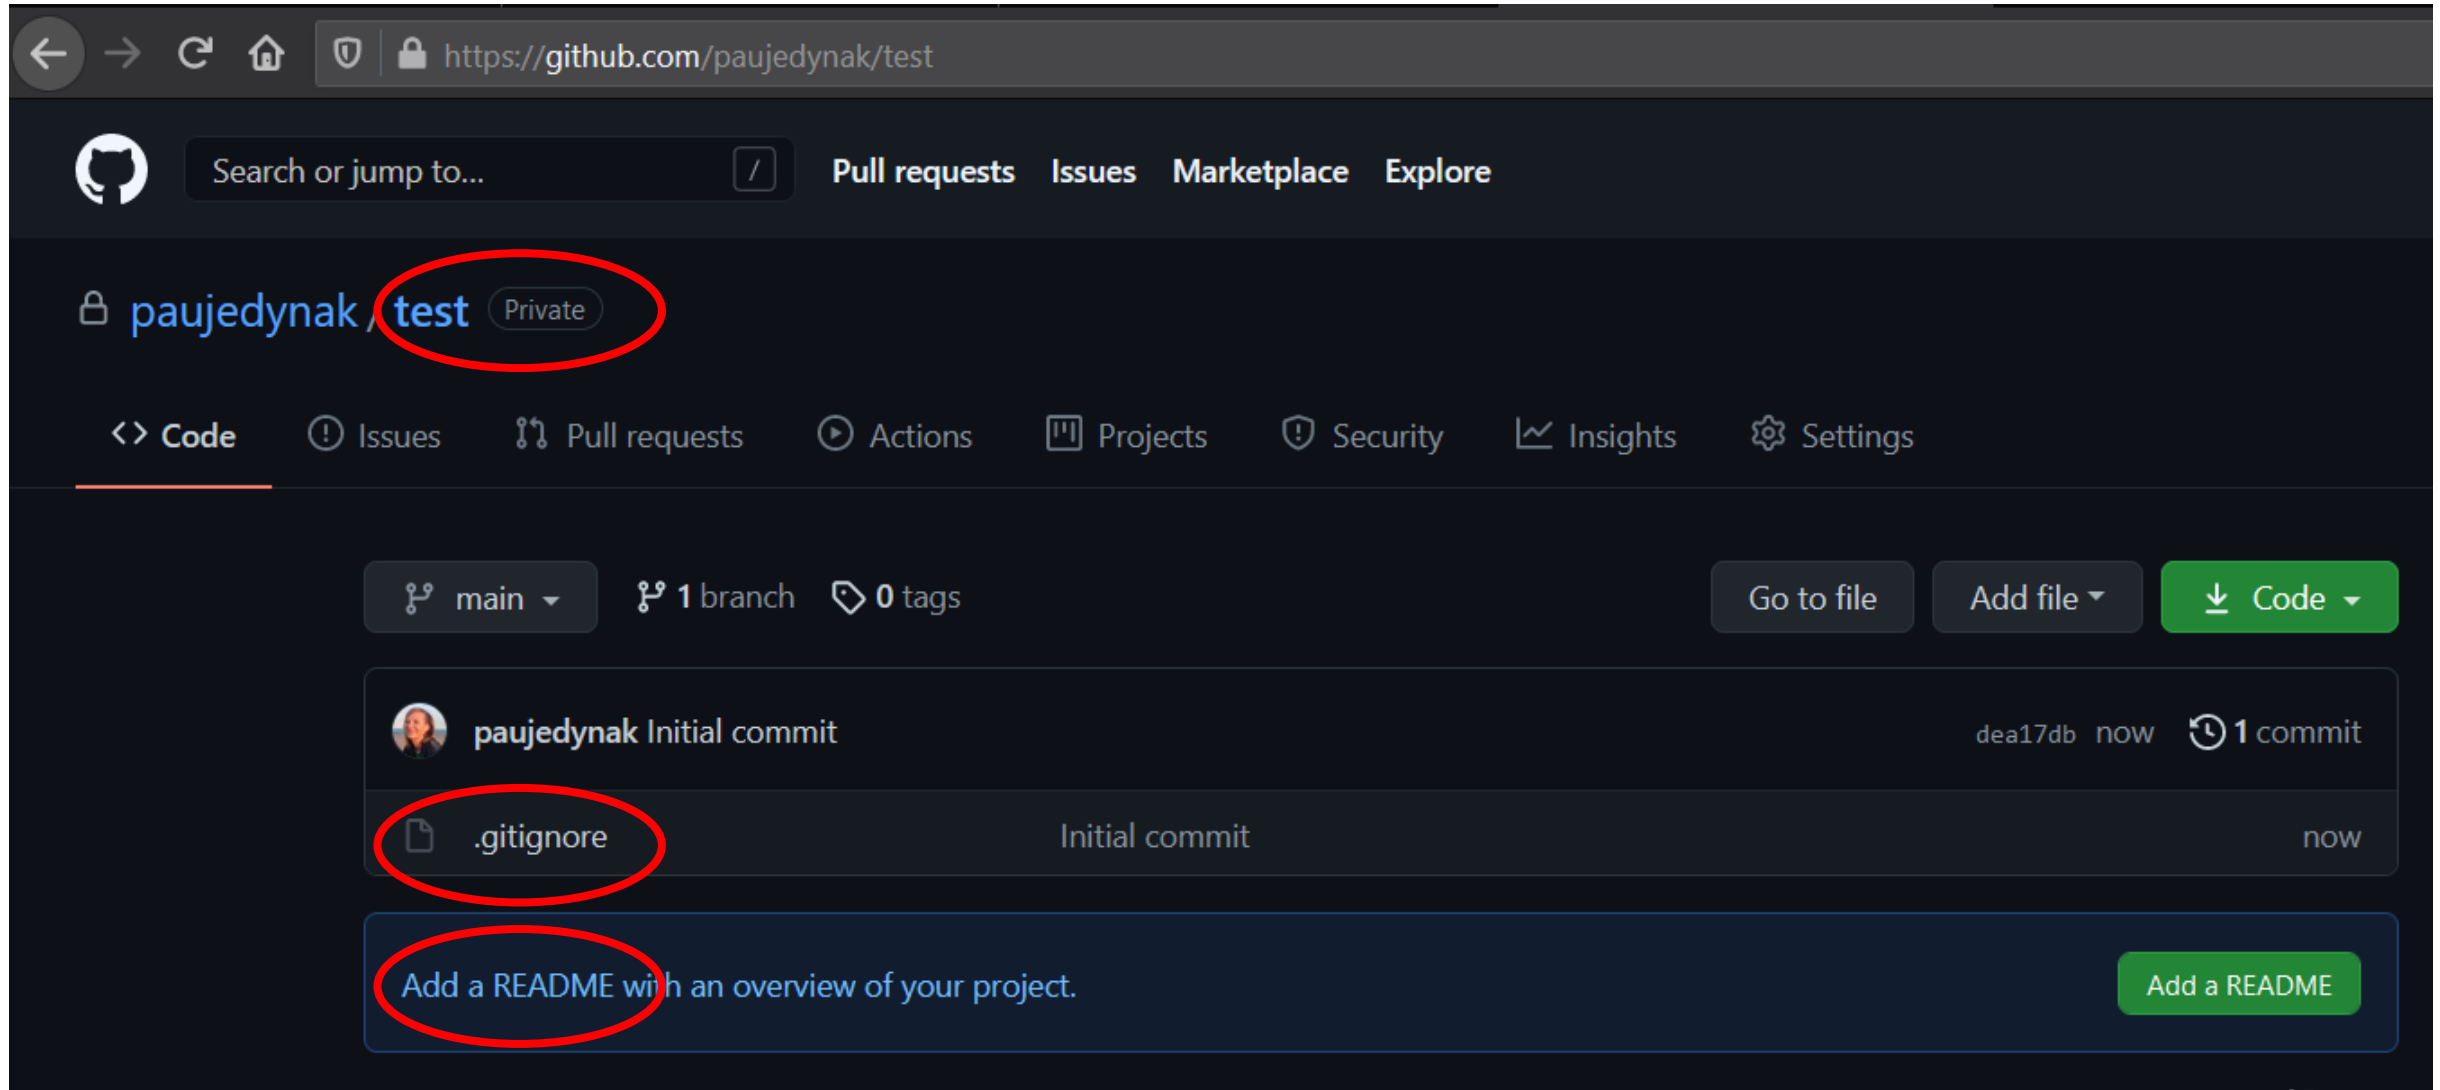 https://github.com/paujedynak/test
Search or jump to... / Pull requests Issues Marketplace Explore
paujedynak / test Private
Code Issues Pull requests Actions Projects Security Insights Settings
main 1 branch 0 tags Go to file Add file Code
paujedynak Initial commit dea17db now 1 commit
.gitignore Initial commit now
Add a README with an overview of your project. Add a README